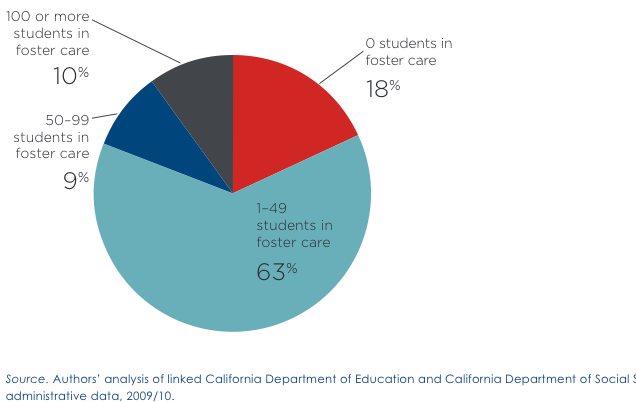 100 or more
students in
foster care
10%
0 students in
foster care
18%
50–99
students in
foster care
9%
1–49
students in
foster care
63%
Source. Authors’ analysis of linked California Department of Education and California Department of Social S
administrative data, 2009/10.